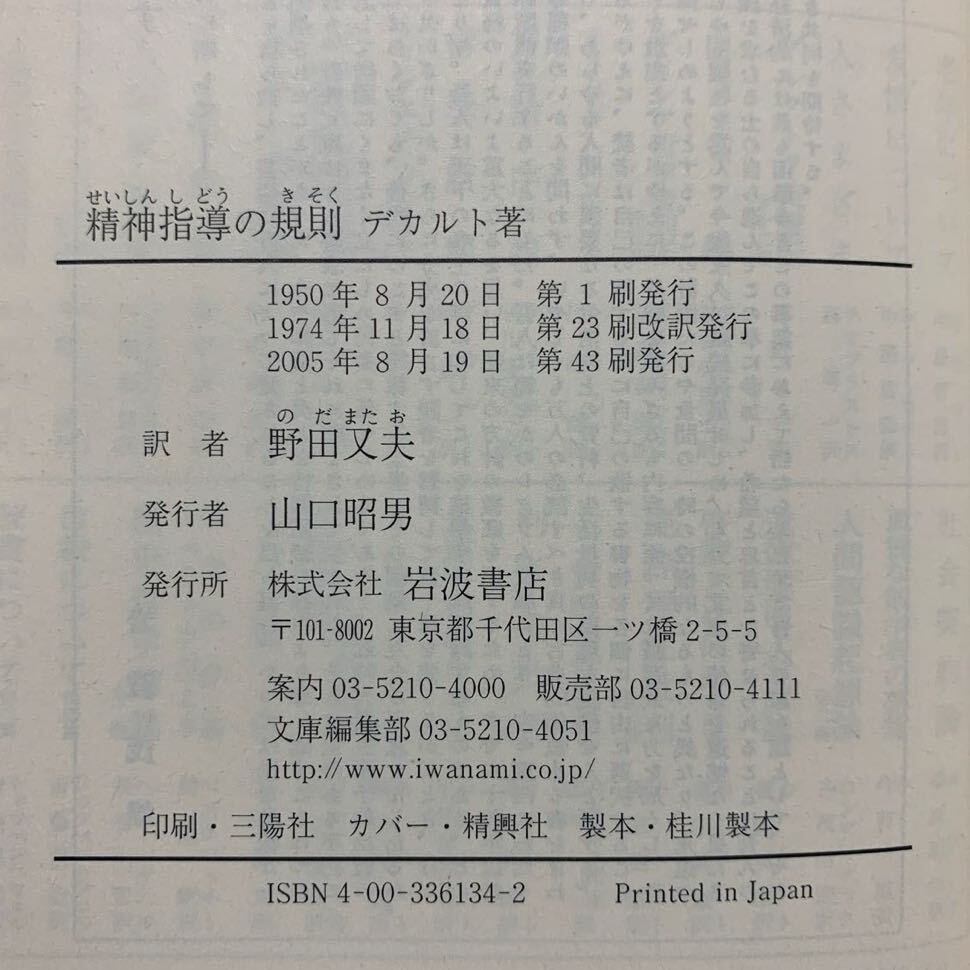 せいしんしどう きそく
精神指導の規則 デカルト著
1950年8月20日 第1刷発行
1974年11月18日 第23刷改訳発行
2005年8月19日 第43刷発行
のだまたお
訳者 野田又夫
発行者 山口昭男
発行所 株式会社 岩波書店
〒101-8002 東京都千代田区一ツ橋2-5-5
案内 03-5210-4000 販売部 03-5210-4111
文庫編集部 03-5210-4051
http://www.iwanami.co.jp/
印刷・三陽社 カバー・精興社 製本・桂川製本
ISBN 4-00-336134-2 Printed in Japan